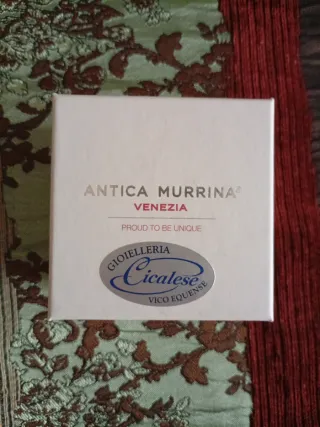 ANTICA MURRINA
VENEZIA
PROUD TO BE UNIQUE
GIOIELLERIA
Cicalese
VICO EQUENSE